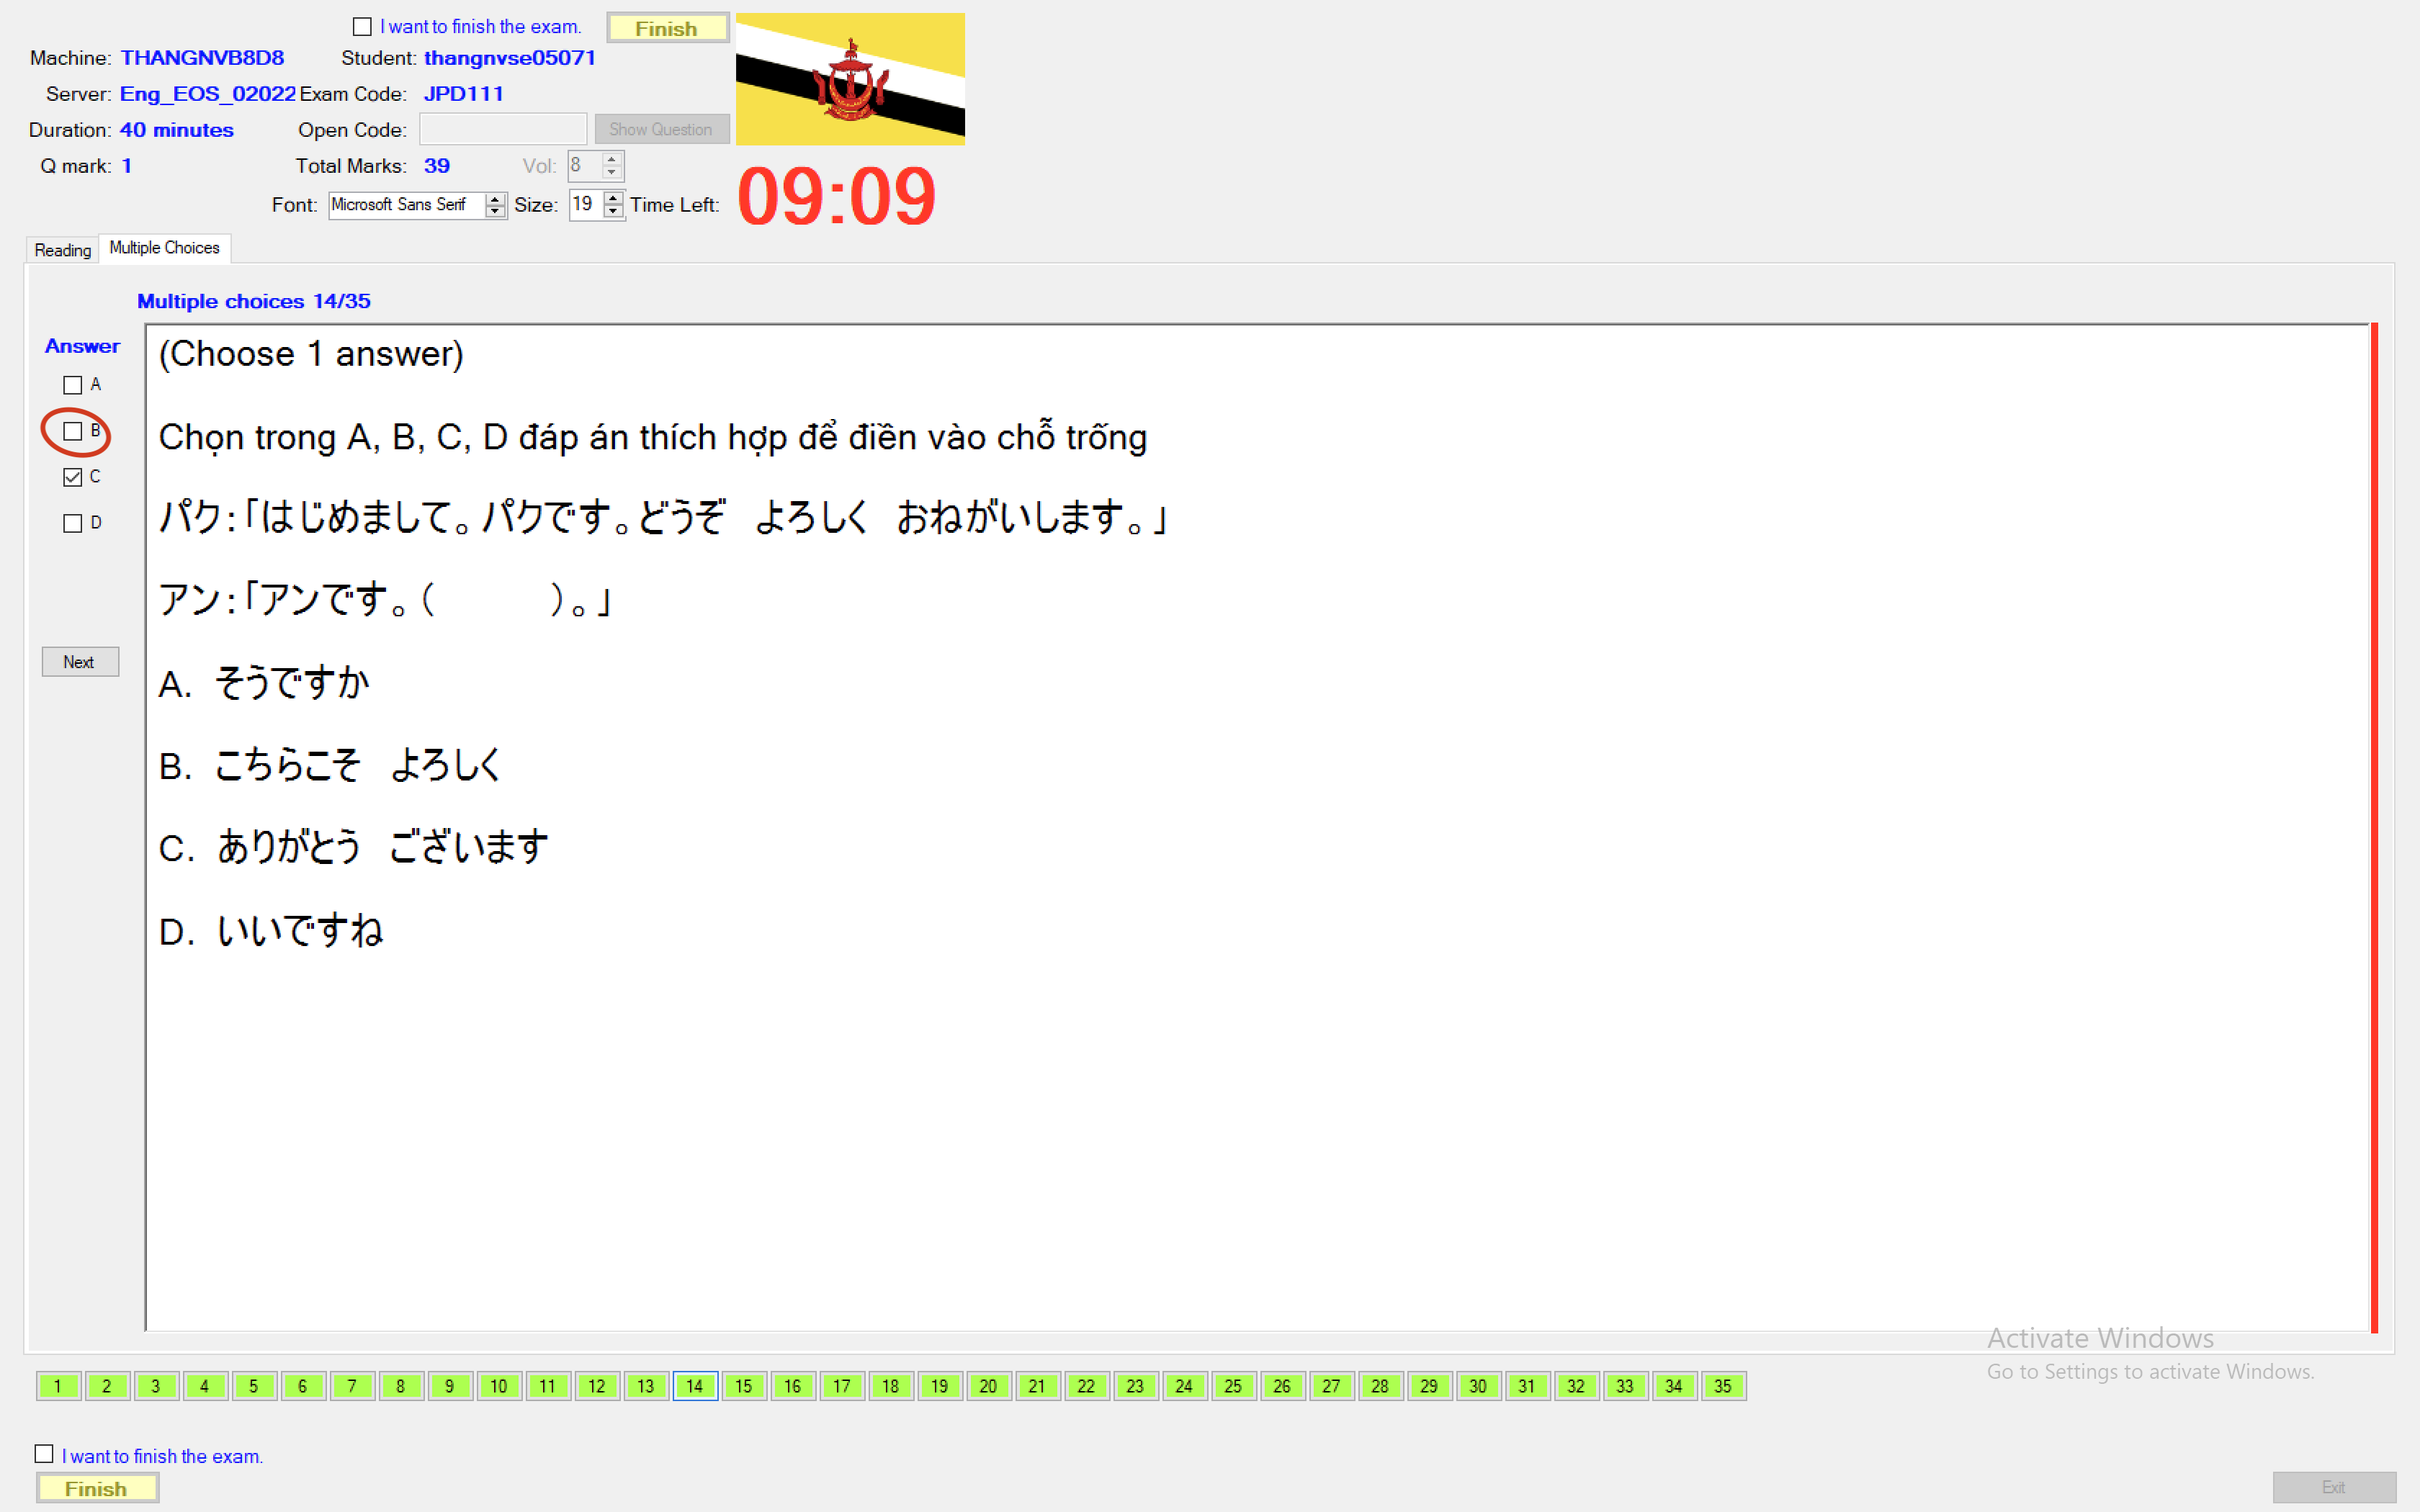 I want to finish the exam.
Finish
Machine: THANGNVB8D8
Student: thangnvse05071
Server: Eng_EOS_02022
Exam Code: JPD111
Duration: 40 minutes
Open Code:
Show Question
Q mark: 1
Total Marks: 39
Vol: 8
Font: Microsoft Sans Serif
Size: 19
Time Left: 09:09
Reading
Multiple Choices
Multiple choices 14/35
Answer
A
B
C
D
Next
(Choose 1 answer)
Chọn trong A, B, C, D đáp án thích hợp để điền vào chỗ trống
パク:「はじめまして。パクです。どうぞ　よろしく　おねがいします。」
アン:「アンです。(　　　)。」
A. そうですか
B. こちらこそ　よろしく
C. ありがとう　ございます
D. いいですね
Activate Windows
Go to Settings to activate Windows.
1 2 3 4 5 6 7 8 9 10 11 12 13 14 15 16 17 18 19 20 21 22 23 24 25 26 27 28 29 30 31 32 33 34 35
I want to finish the exam.
Finish
Exit